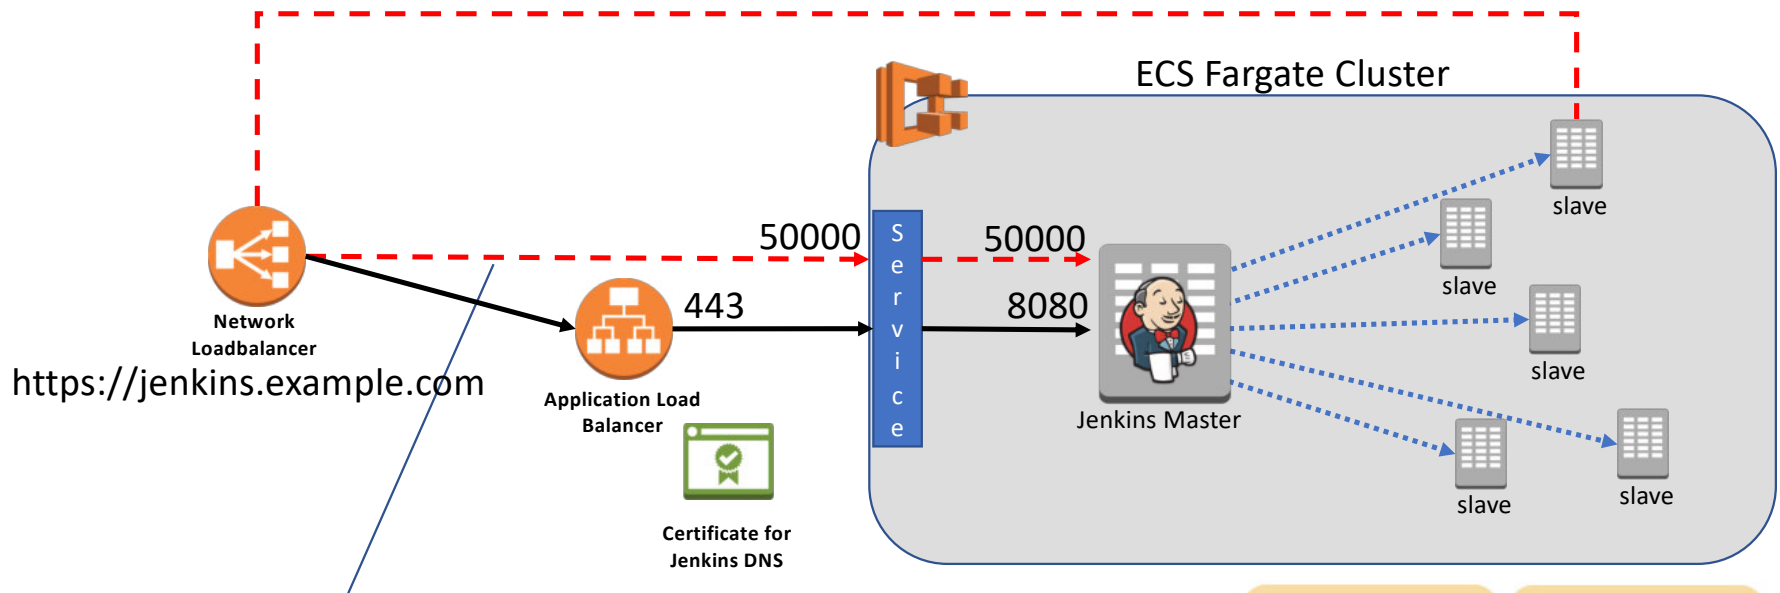 ECS Fargate Cluster
slave
50000
S
e
r
v
i
c
e
50000
slave
443
8080
Network
Loadbalancer
https://jenkins.example.com
slave
Application Load
Balancer
Jenkins Master
slave
slave
Certificate for
Jenkins DNS